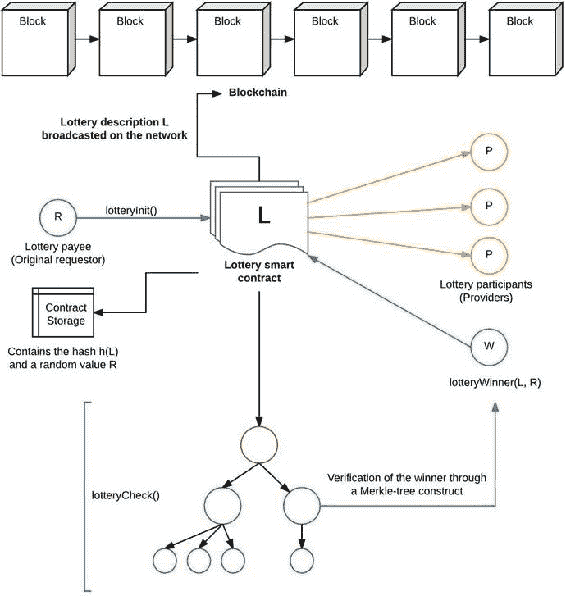 Block
Block
Block
Block
Block
Block
Blockchain
Lottery description L
broadcasted on the network
P
R
lotteryInit()
L
P
Lottery payee
(Original requestor)
P
Lottery smart
contract
Lottery participants
(Providers)
Contract
Storage
Contains the hash h(L)
and a random value R
W
lotteryWinner(L, R)
lotteryCheck()
Verification of the winner through
a Merkle-tree construct